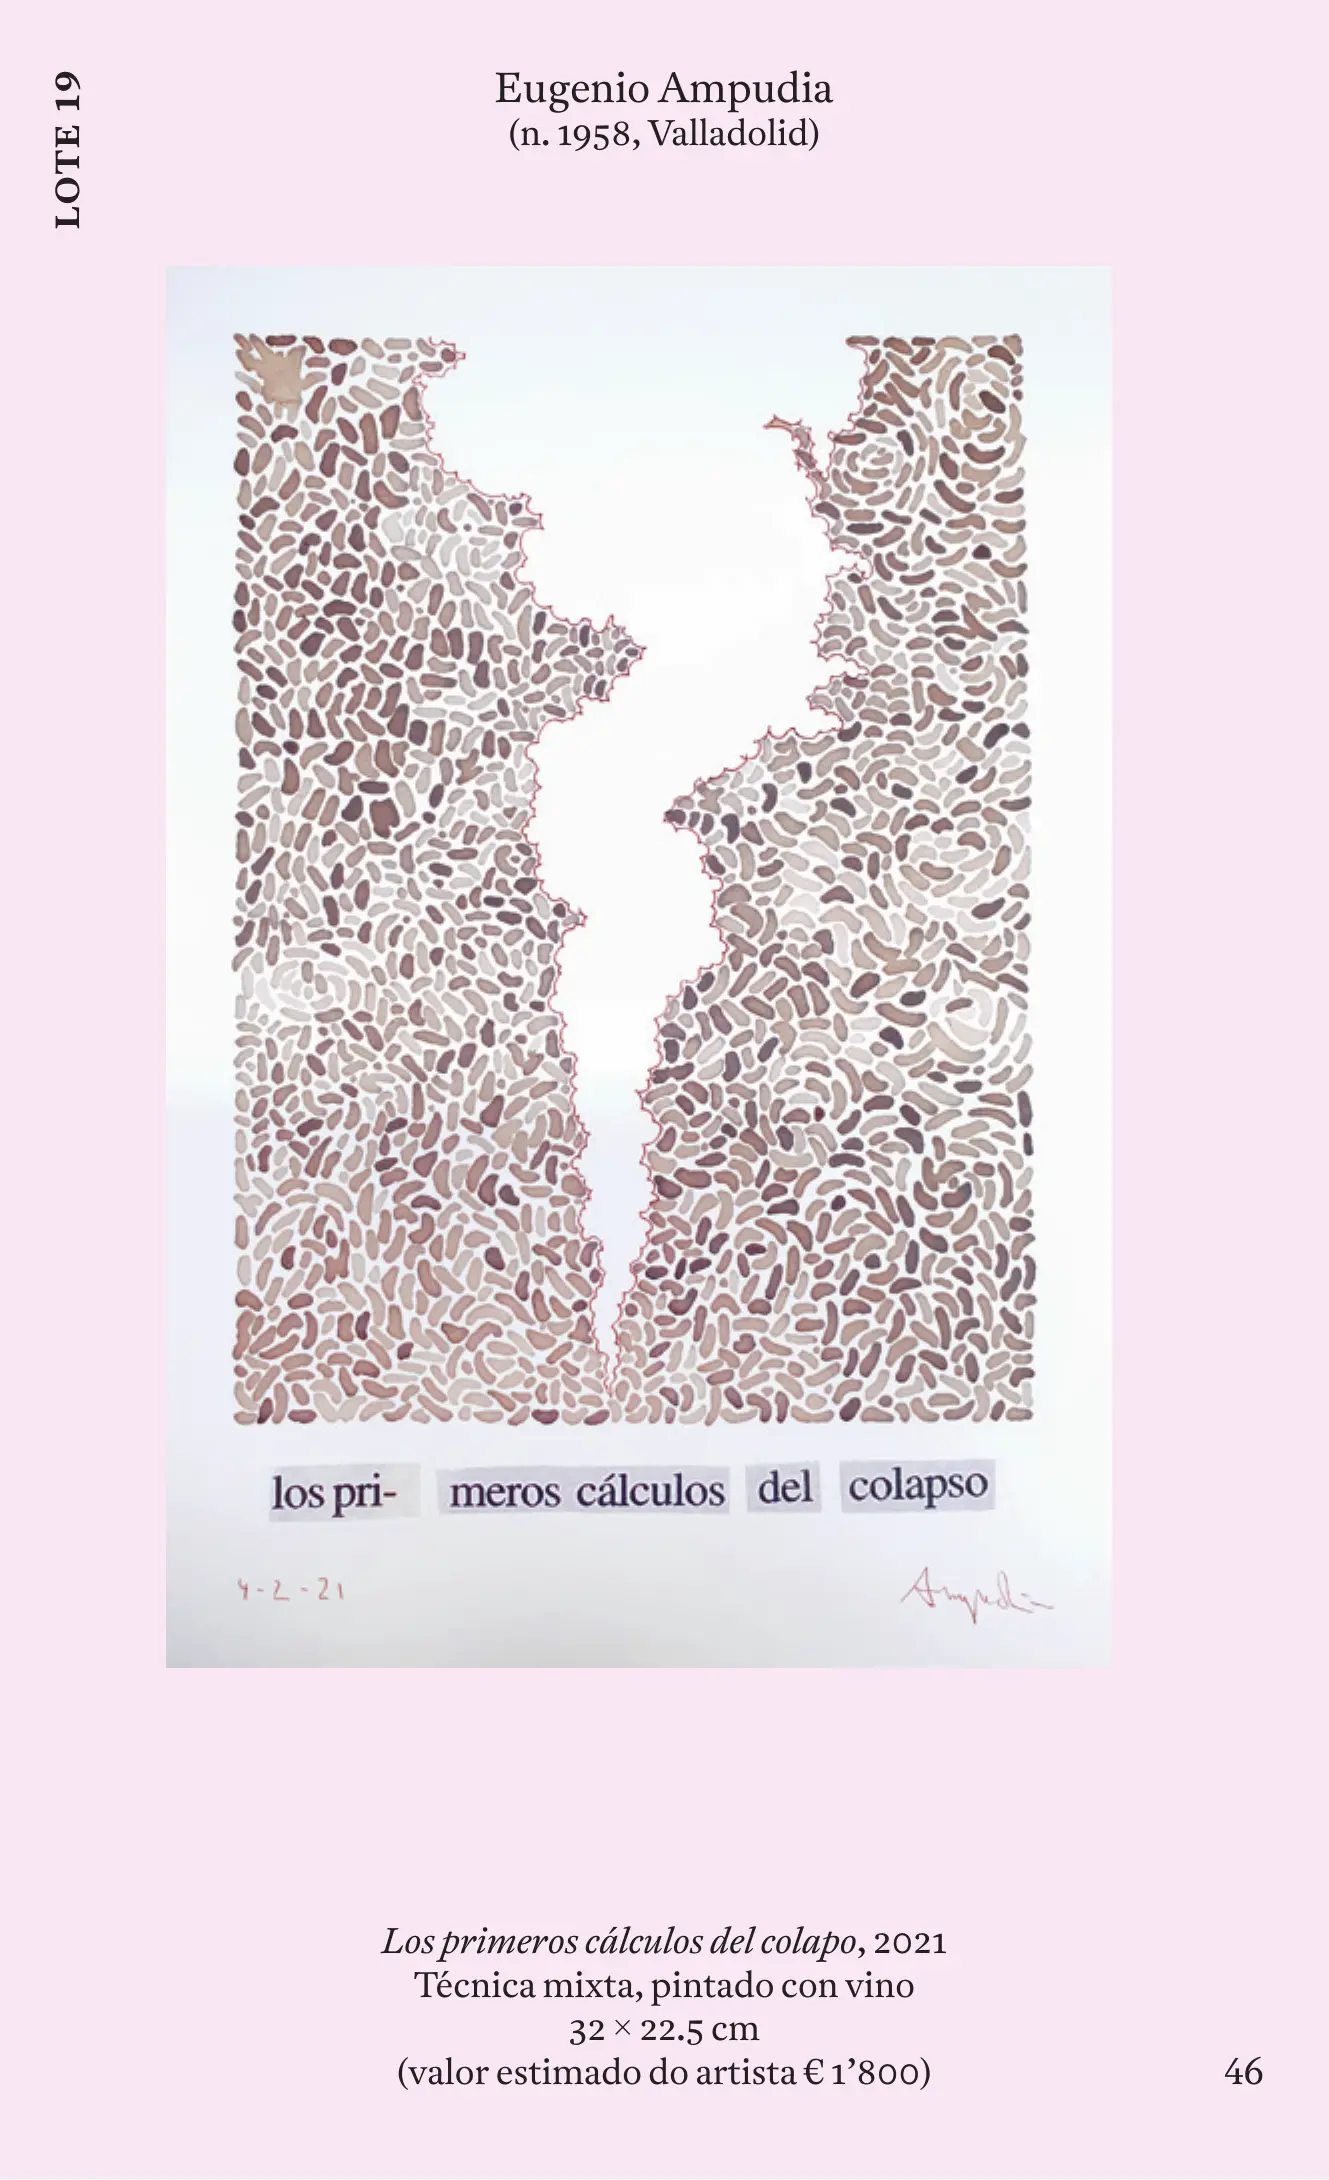 LOTE 19
Eugenio Ampudia
(n. 1958, Valladolid)
los pri- meros cálculos del colapso
4-2-21
Ampudia
Los primeros cálculos del colapo, 2021
Técnica mixta, pintado con vino
32 × 22.5 cm
(valor estimado do artista € 1’800)
46